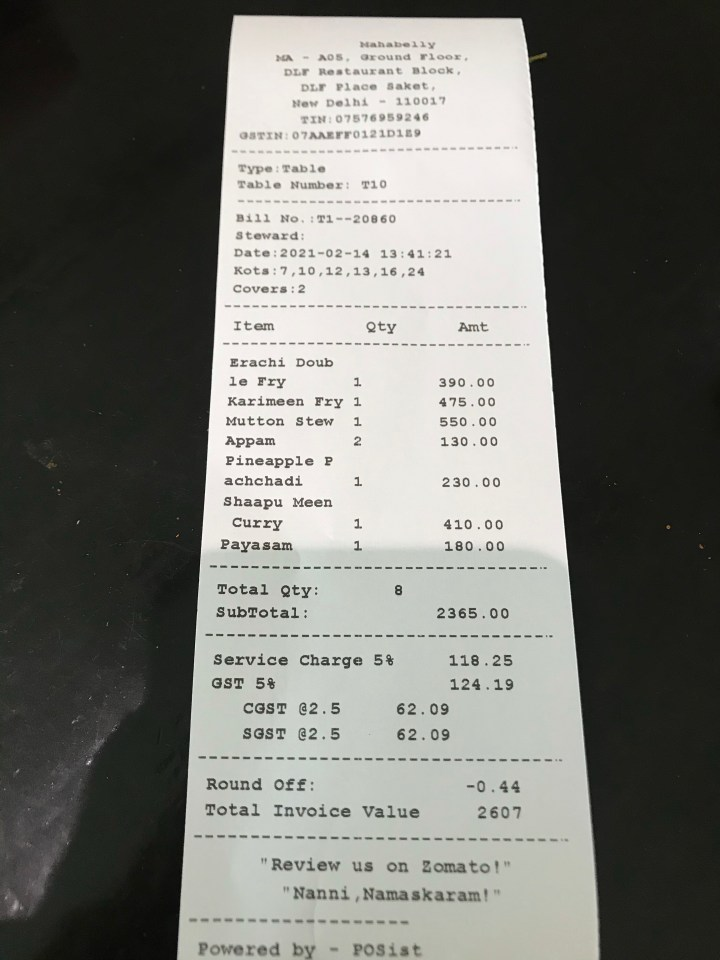 Mahabelly
MA - A05, Ground Floor,
DLF Restaurant Block,
DLF Place Saket,
New Delhi - 110017
TIN:07576959246
GSTIN:07AAEFF0121D1E9
Type:Table
Table Number: T10
Bill No.:T1--20860
Steward:
Date:2021-02-14 13:41:21
Kots:7,10,12,13,16,24
Covers:2
Item Qty Amt
Erachi Doub
le Fry 1 390.00
Karimeen Fry 1 475.00
Mutton Stew 1 550.00
Appam 2 130.00
Pineapple P
achchadi 1 230.00
Shaapu Meen
Curry 1 410.00
Payasam 1 180.00
Total Qty: 8
SubTotal: 2365.00
Service Charge 5% 118.25
GST 5% 124.19
CGST @2.5 62.09
SGST @2.5 62.09
Round Off: -0.44
Total Invoice Value 2607
"Review us on Zomato!"
"Nanni,Namaskaram!"
Powered by - POSist